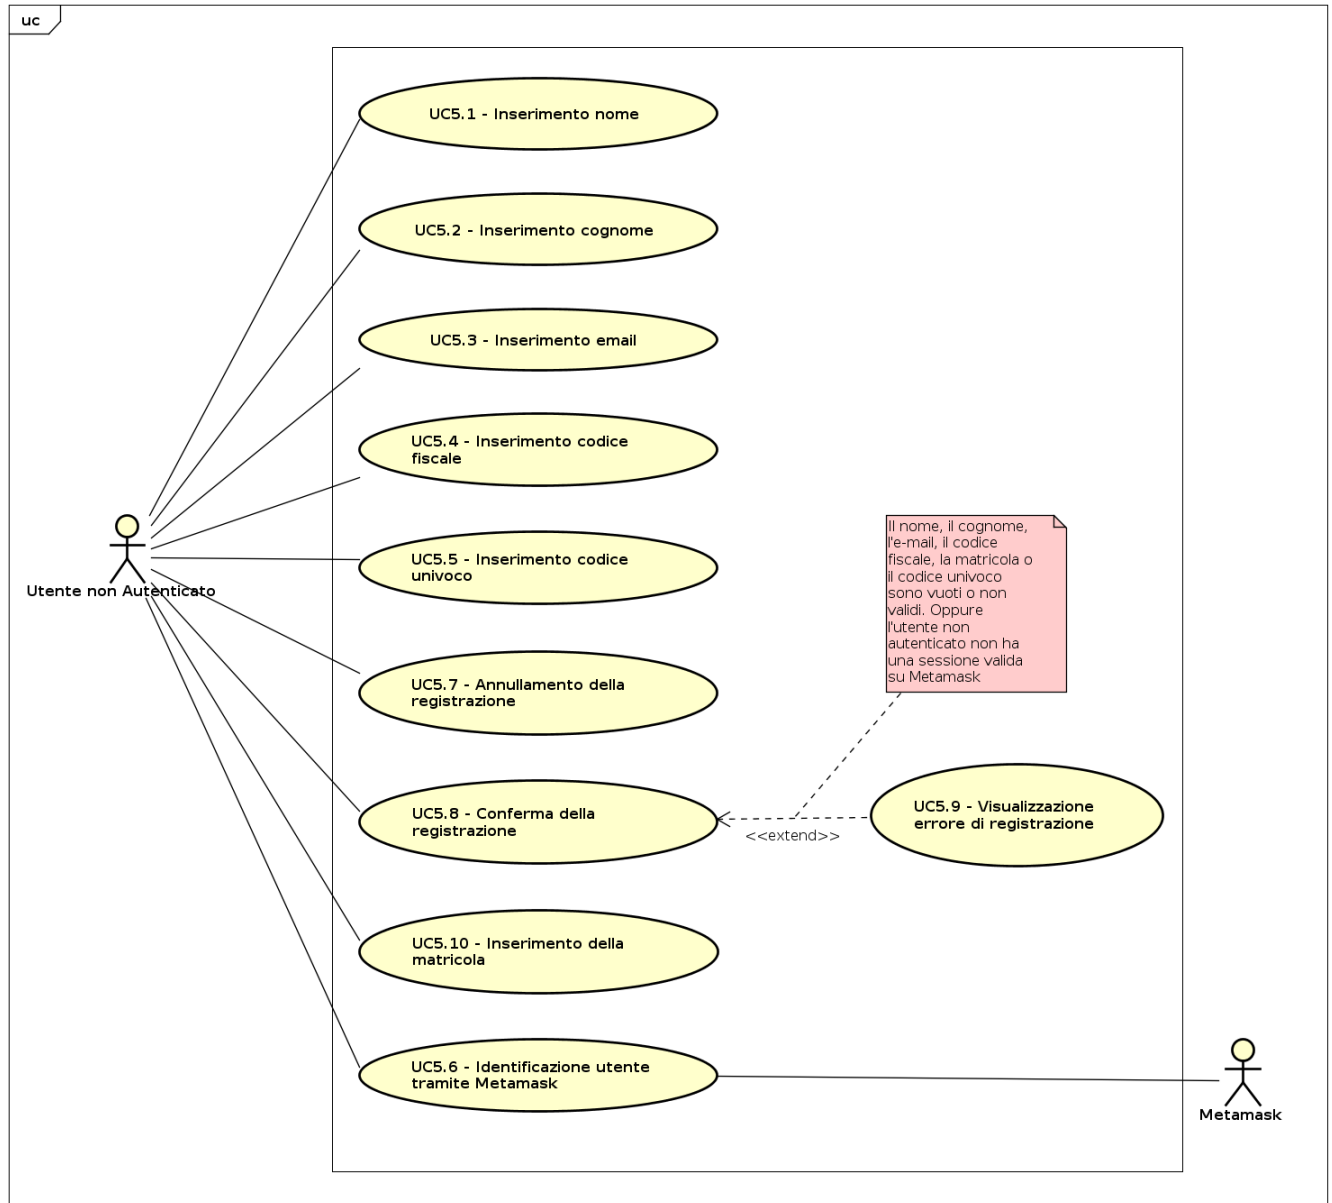 uc
UC5.1 - Inserimento nome
UC5.2 - Inserimento cognome
UC5.3 - Inserimento email
UC5.4 - Inserimento codice
fiscale
UC5.5 - Inserimento codice
univoco
Utente non Autenticato
Il nome, il cognome,
l'e-mail, il codice
fiscale, la matricola o
il codice univoco
sono vuoti o non
validi. Oppure
l'utente non
autenticato non ha
una sessione valida
su Metamask
UC5.7 - Annullamento della
registrazione
UC5.8 - Conferma della
registrazione
<<extend>>
UC5.9 - Visualizzazione
errore di registrazione
UC5.10 - Inserimento della
matricola
UC5.6 - Identificazione utente
tramite Metamask
Metamask